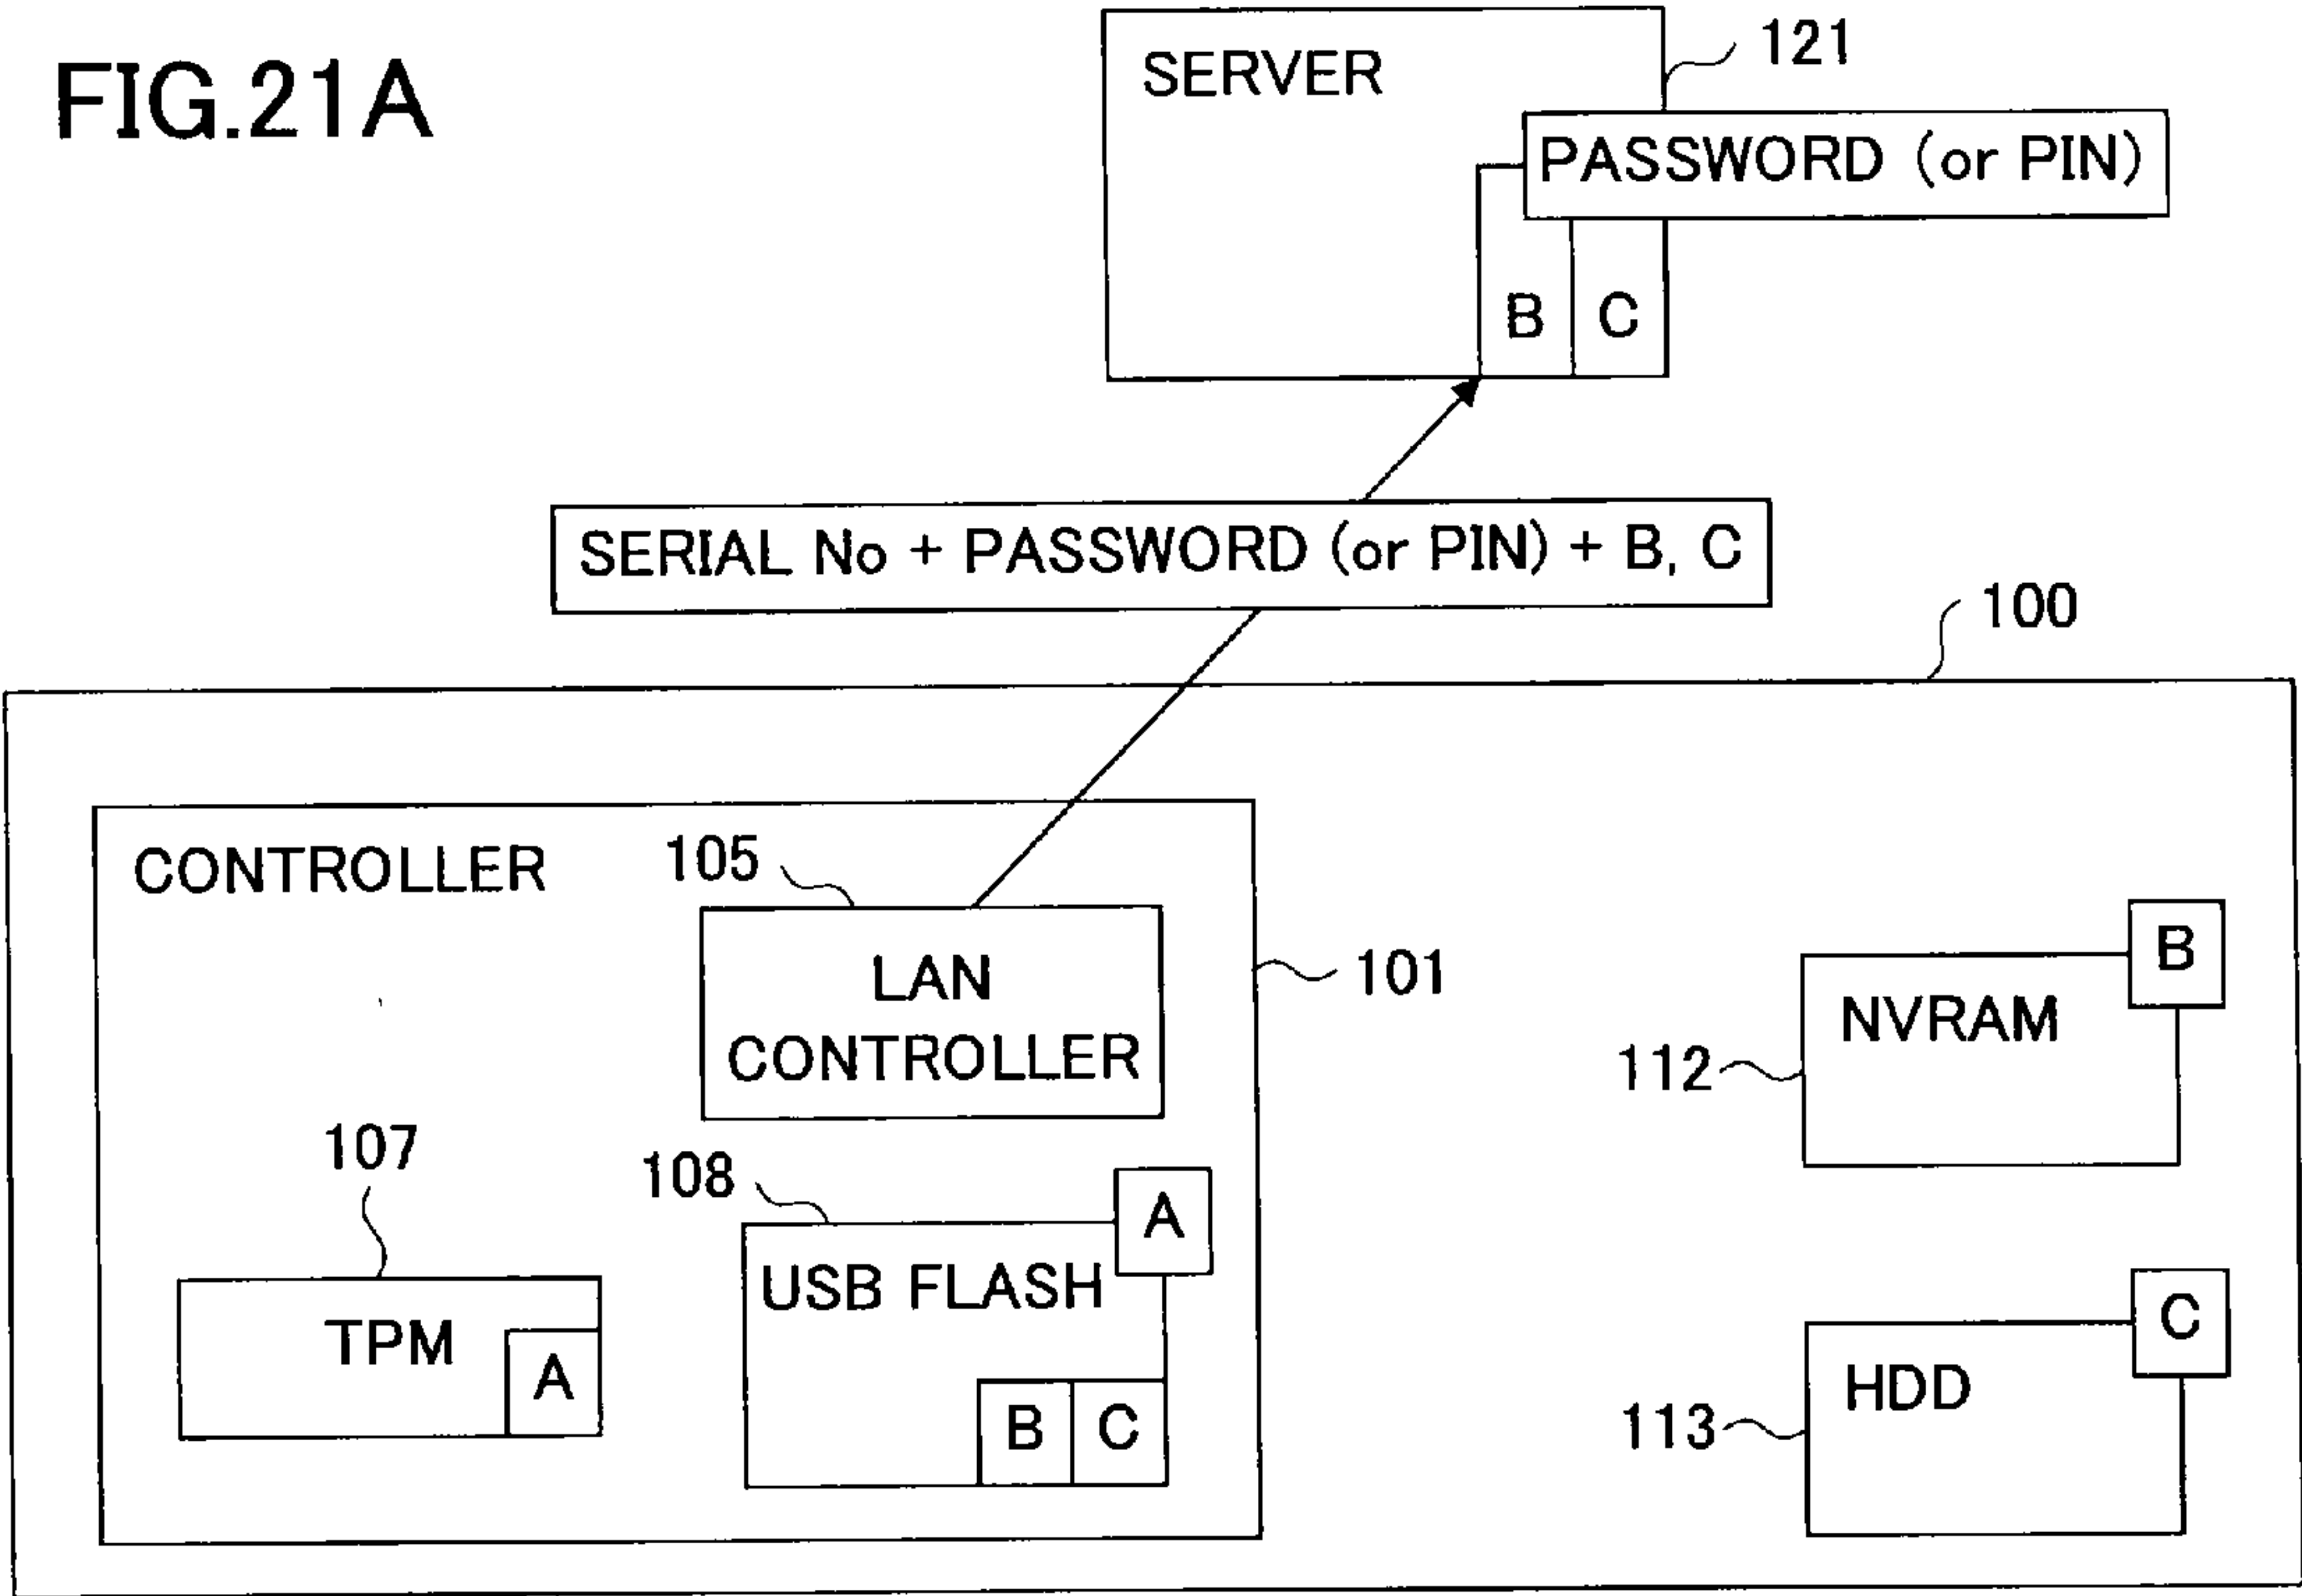 FIG.21A
SERVER
121
PASSWORD (or PIN)
B
C
SERIAL No + PASSWORD (or PIN) + B, C
100
CONTROLLER
105
LAN
CONTROLLER
101
B
NVRAM
112
107
TPM
A
108
A
USB FLASH
B
C
C
HDD
113